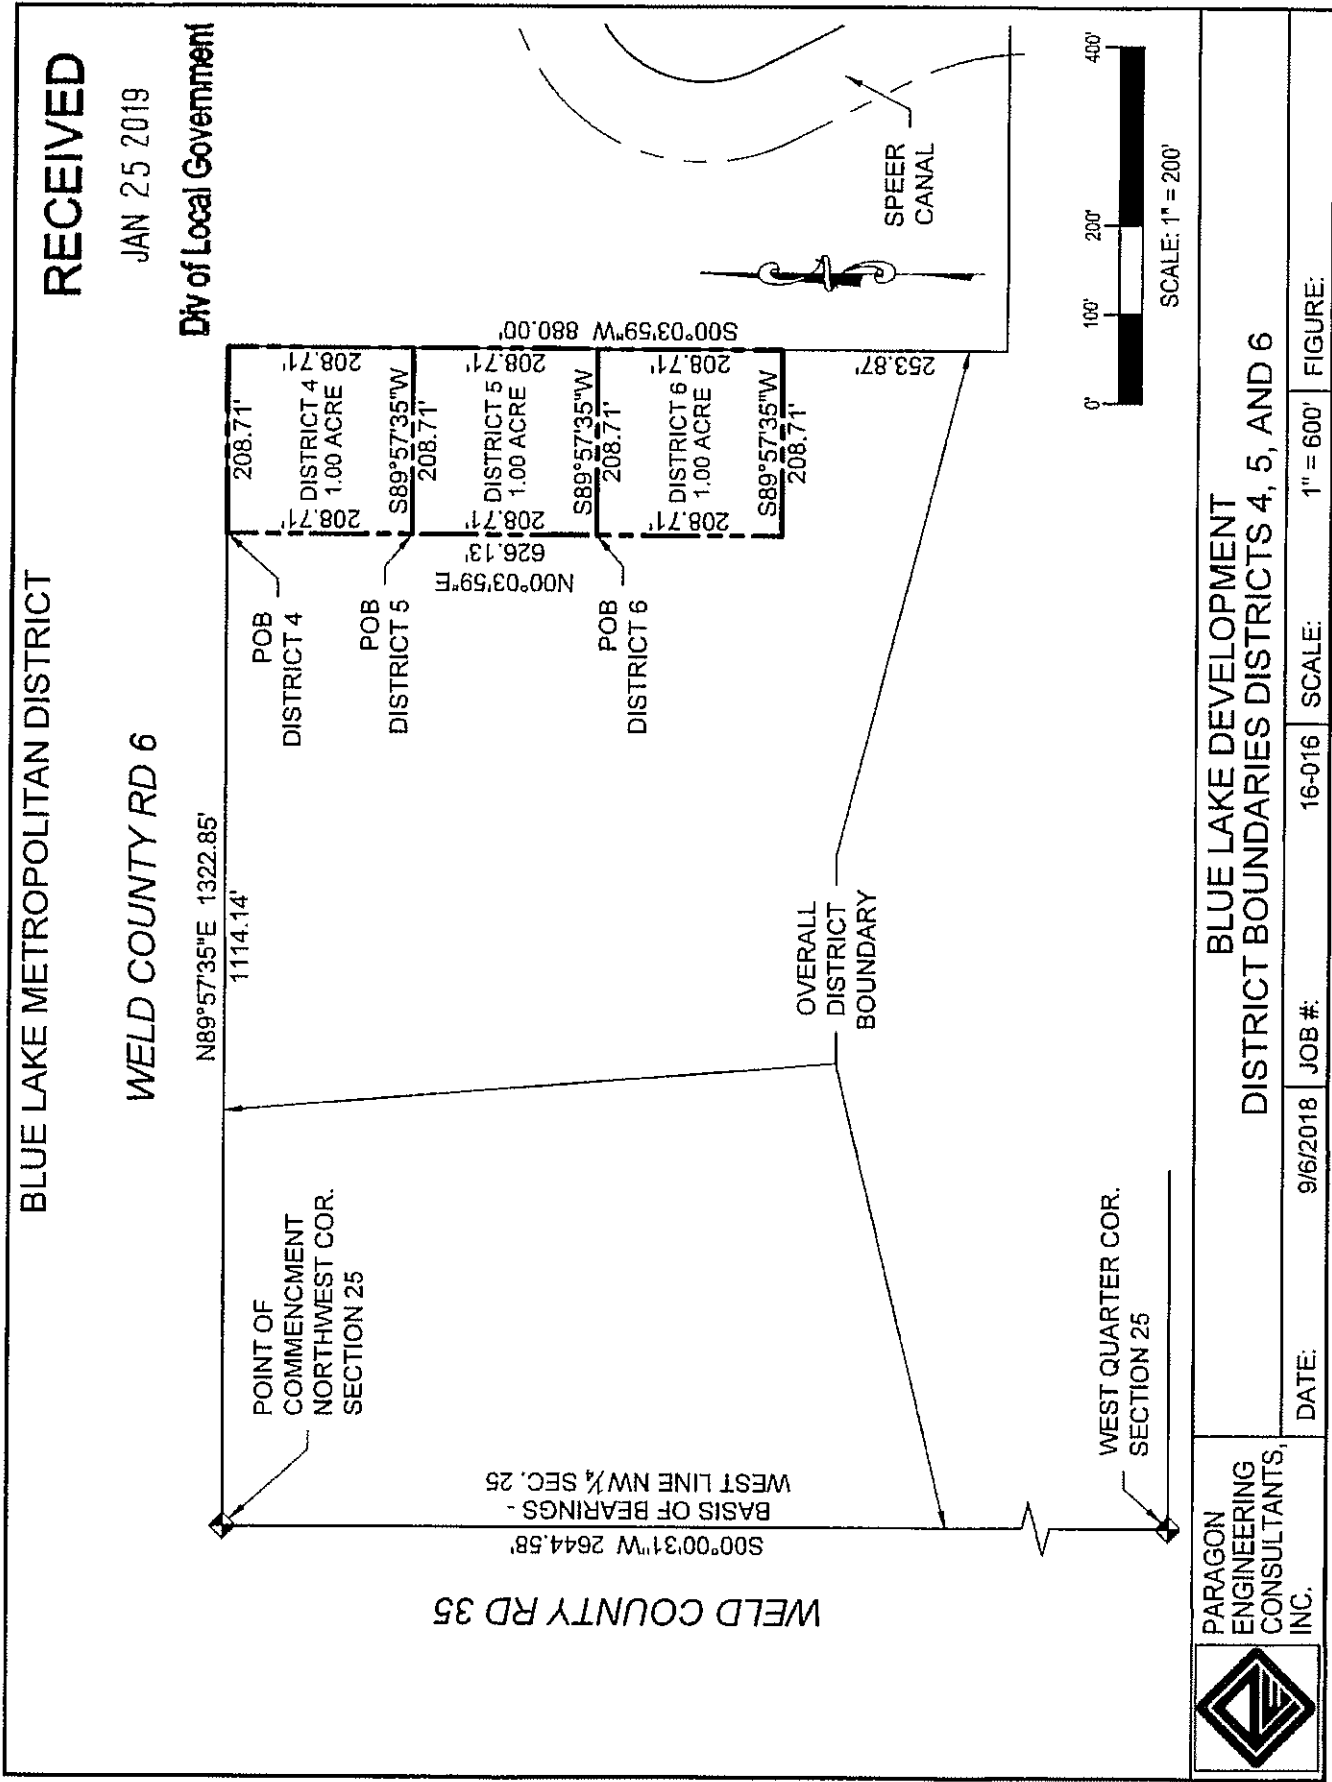 BLUE LAKE METROPOLITAN DISTRICT
RECEIVED
JAN 25 2019
Div of Local Government
WELD COUNTY RD 6
N89°57'35"E 1322.85'
1114.14'
POINT OF
COMMENCMENT
NORTHWEST COR.
SECTION 25
WELD COUNTY RD 35
S00°00'31"W 2644.58'
BASIS OF BEARINGS -
WEST LINE NW¼ SEC. 25
WEST QUARTER COR.
SECTION 25
OVERALL
DISTRICT
BOUNDARY
POB
DISTRICT 4
POB
DISTRICT 5
POB
DISTRICT 6
N00°03'59"E
626.13'
208.71'
208.71'
DISTRICT 4
1.00 ACRE
208.71'
S89°57'35"W
208.71'
208.71'
DISTRICT 5
1.00 ACRE
208.71'
S89°57'35"W
208.71'
208.71'
DISTRICT 6
1.00 ACRE
208.71'
S89°57'35"W
208.71'
S00°03'59"W 880.00'
253.87'
SPEER
CANAL
0' 100' 200' 400'
SCALE: 1" = 200'
PARAGON
ENGINEERING
CONSULTANTS,
INC.
BLUE LAKE DEVELOPMENT
DISTRICT BOUNDARIES DISTRICTS 4, 5, AND 6
DATE: 9/6/2018 JOB #: 16-016 SCALE: 1" = 600' FIGURE: